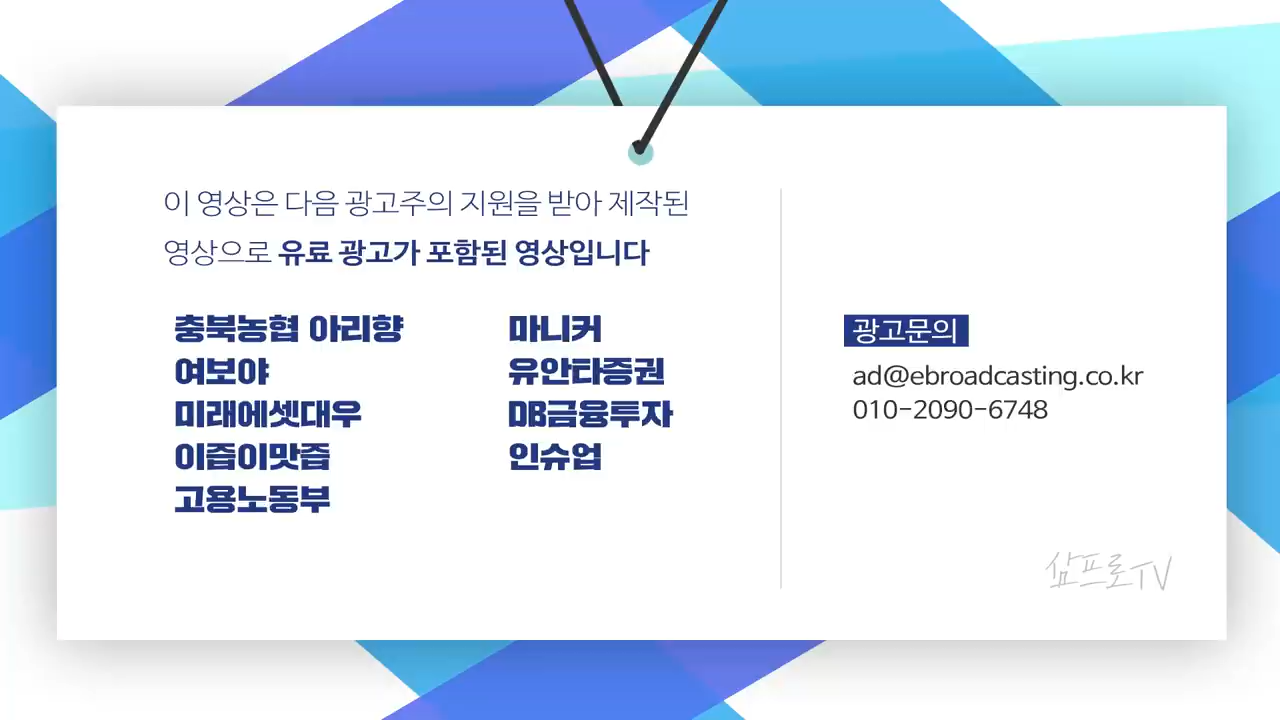 이 영상은 다음 광고주의 지원을 받아 제작된
영상으로 유료 광고가 포함된 영상입니다
충북농협 아리향
여보야
미래에셋대우
이즙이맛즙
고용노동부
마니커
유안타증권
DB금융투자
인슈업
광고문의
ad@ebroadcasting.co.kr
010-2090-6748
삼프로TV